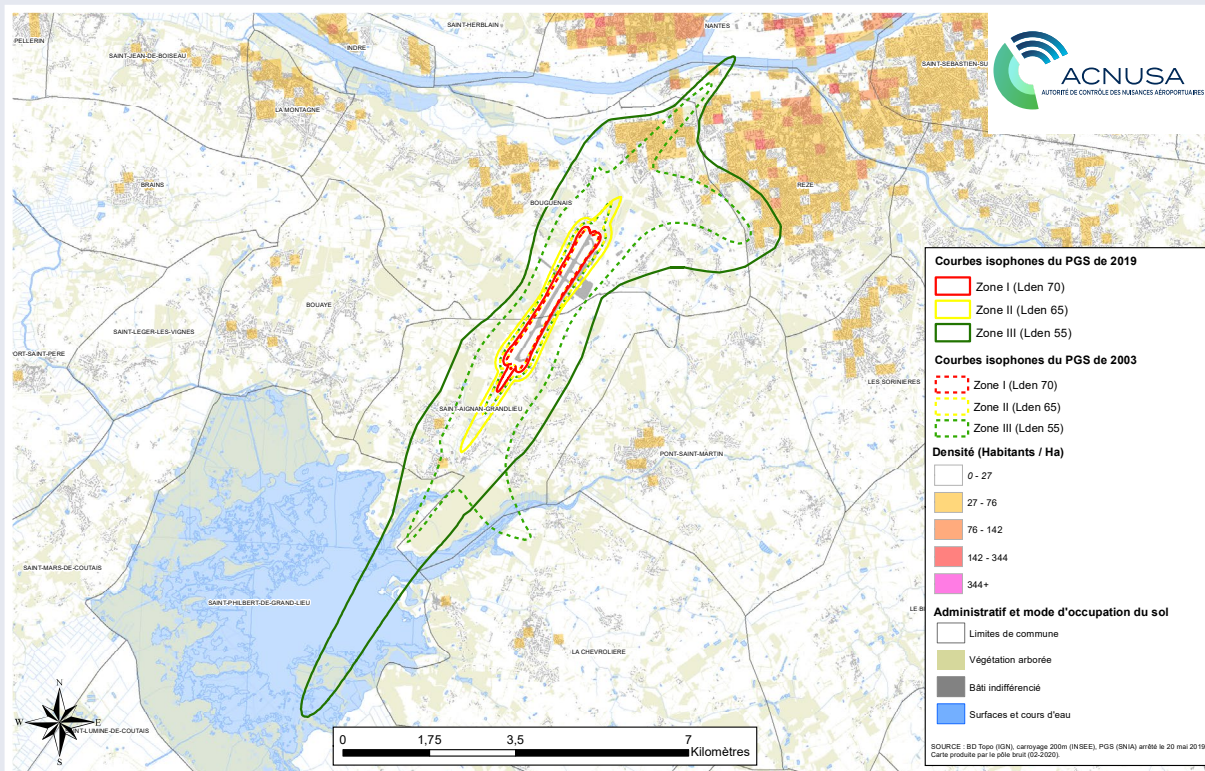 SAINT-HERBLAIN
NANTES
PELLERIN
SAINT-JEAN-DE-BOISEAU
INDRE
SAINT-SEBASTIEN-SU
ACNUSA
AUTORITÉ DE CONTRÔLE DES NUISANCES AÉROPORTUAIRES
LA MONTAGNE
BRAINS
REZE
BOUGUENAIS
BOUAYE
SAINT-LEGER-LES-VIGNES
ORT-SAINT-PERE
LES SORINIERES
SAINT-AIGNAN-GRANDLIEU
PONT-SAINT-MARTIN
SAINT-MARS-DE-COUTAIS
SAINT-PHILBERT-DE-GRAND-LIEU
LE BI
LA CHEVROLIERE
NT-LUMINE-DE-COUTAIS
Courbes isophones du PGS de 2019
Zone I (Lden 70)
Zone II (Lden 65)
Zone III (Lden 55)
Courbes isophones du PGS de 2003
Zone I (Lden 70)
Zone II (Lden 65)
Zone III (Lden 55)
Densité (Habitants / Ha)
0 - 27
27 - 76
76 - 142
142 - 344
344+
Administratif et mode d'occupation du sol
Limites de commune
Végétation arborée
Bâti indifférencié
Surfaces et cours d'eau
SOURCE : BD Topo (IGN), carroyage 200m (INSEE), PGS (SNIA) arrêté le 20 mai 2019
Carte produite par le pôle bruit (02-2020).
N
W
E
S
0 1,75 3,5 7
Kilomètres